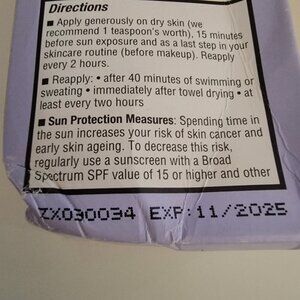 Directions
■ Apply generously on dry skin (we
recommend 1 teaspoon's worth), 15 minutes
before sun exposure and as a last step in your
skincare routine (before makeup). Reapply
every 2 hours.
■ Reapply: • after 40 minutes of swimming or
sweating • immediately after towel drying • at
least every two hours
■ Sun Protection Measures: Spending time in
the sun increases your risk of skin cancer and
early skin ageing. To decrease this risk,
regularly use a sunscreen with a Broad
Spectrum SPF value of 15 or higher and other
ZX030034 EXP:11/2025